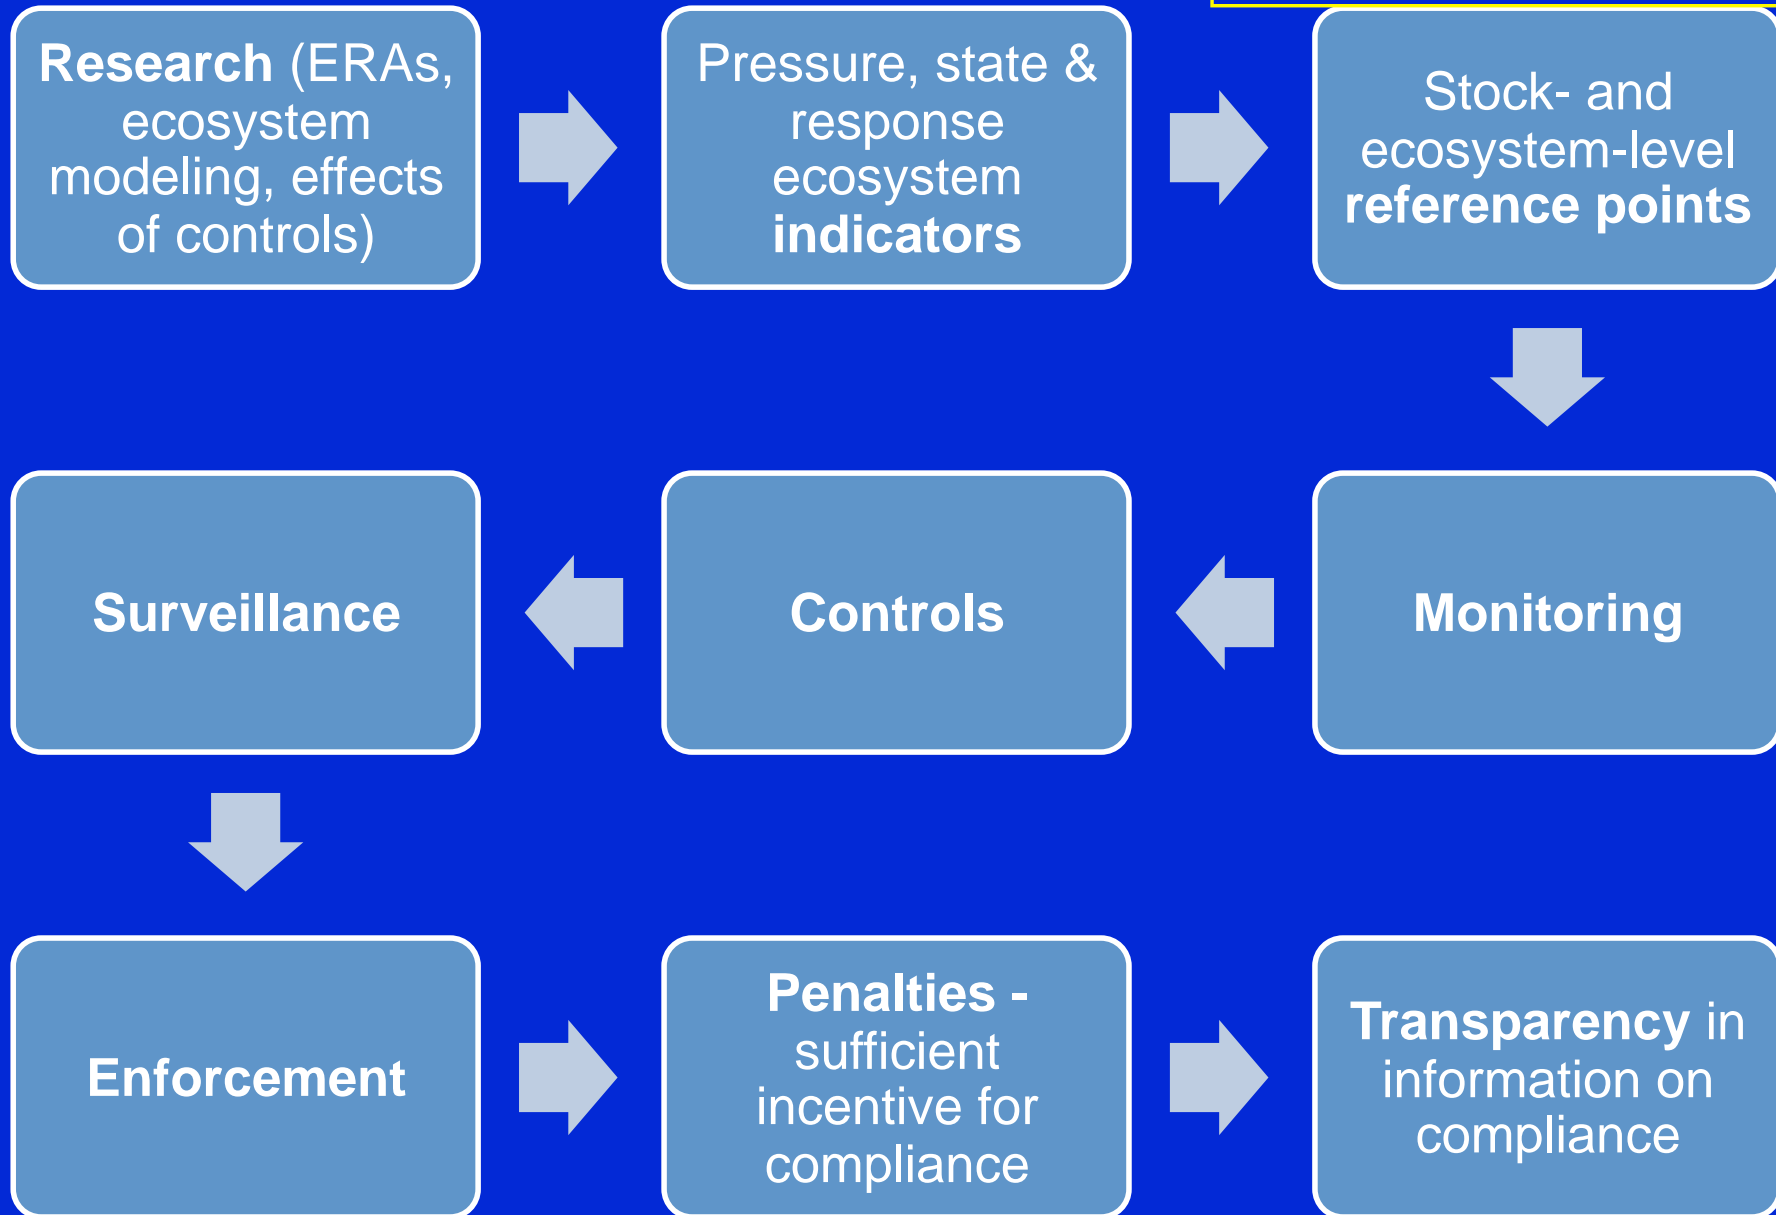 Research (ERAs,
ecosystem
modeling, effects
of controls)
Pressure, state &
response
ecosystem
indicators
Stock- and
ecosystem-level
reference points
Monitoring
Controls
Surveillance
Enforcement
Penalties -
sufficient
incentive for
compliance
Transparency in
information on
compliance